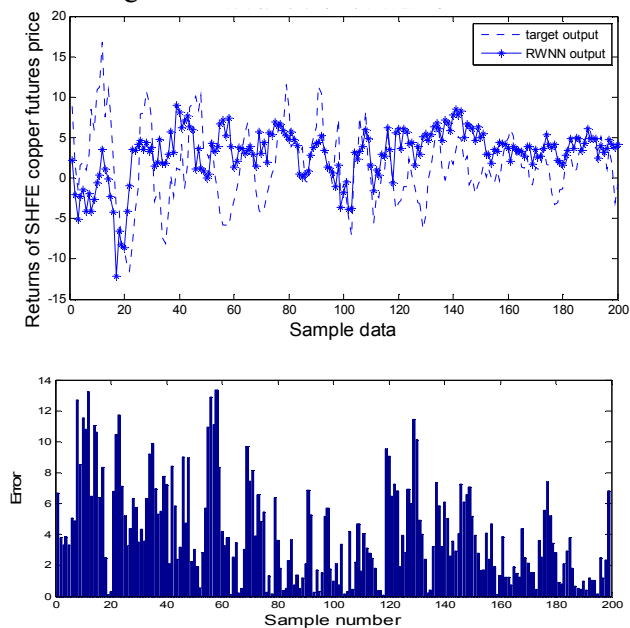 20
15
10
5
0
-5
-10
-15
Returns of SHFE copper futures price
target output
RWNN output
0 20 40 60 80 100 120 140 160 180 200
Sample data
14
12
10
8
6
4
2
0
Error
0 20 40 60 80 100 120 140 160 180 200
Sample number